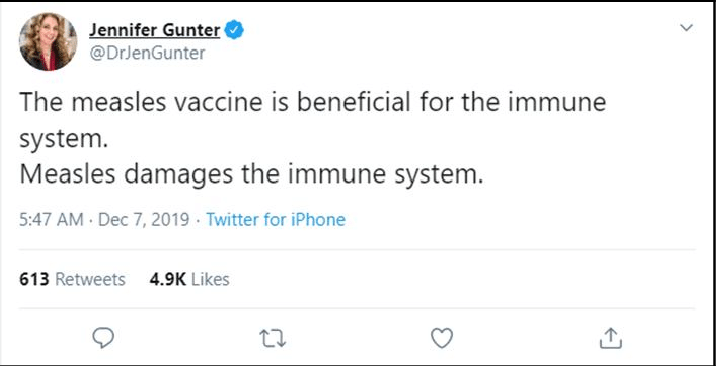 Jennifer Gunter
@DrJenGunter
The measles vaccine is beneficial for the immune
system.
Measles damages the immune system.
5:47 AM · Dec 7, 2019 · Twitter for iPhone
613 Retweets 4.9K Likes